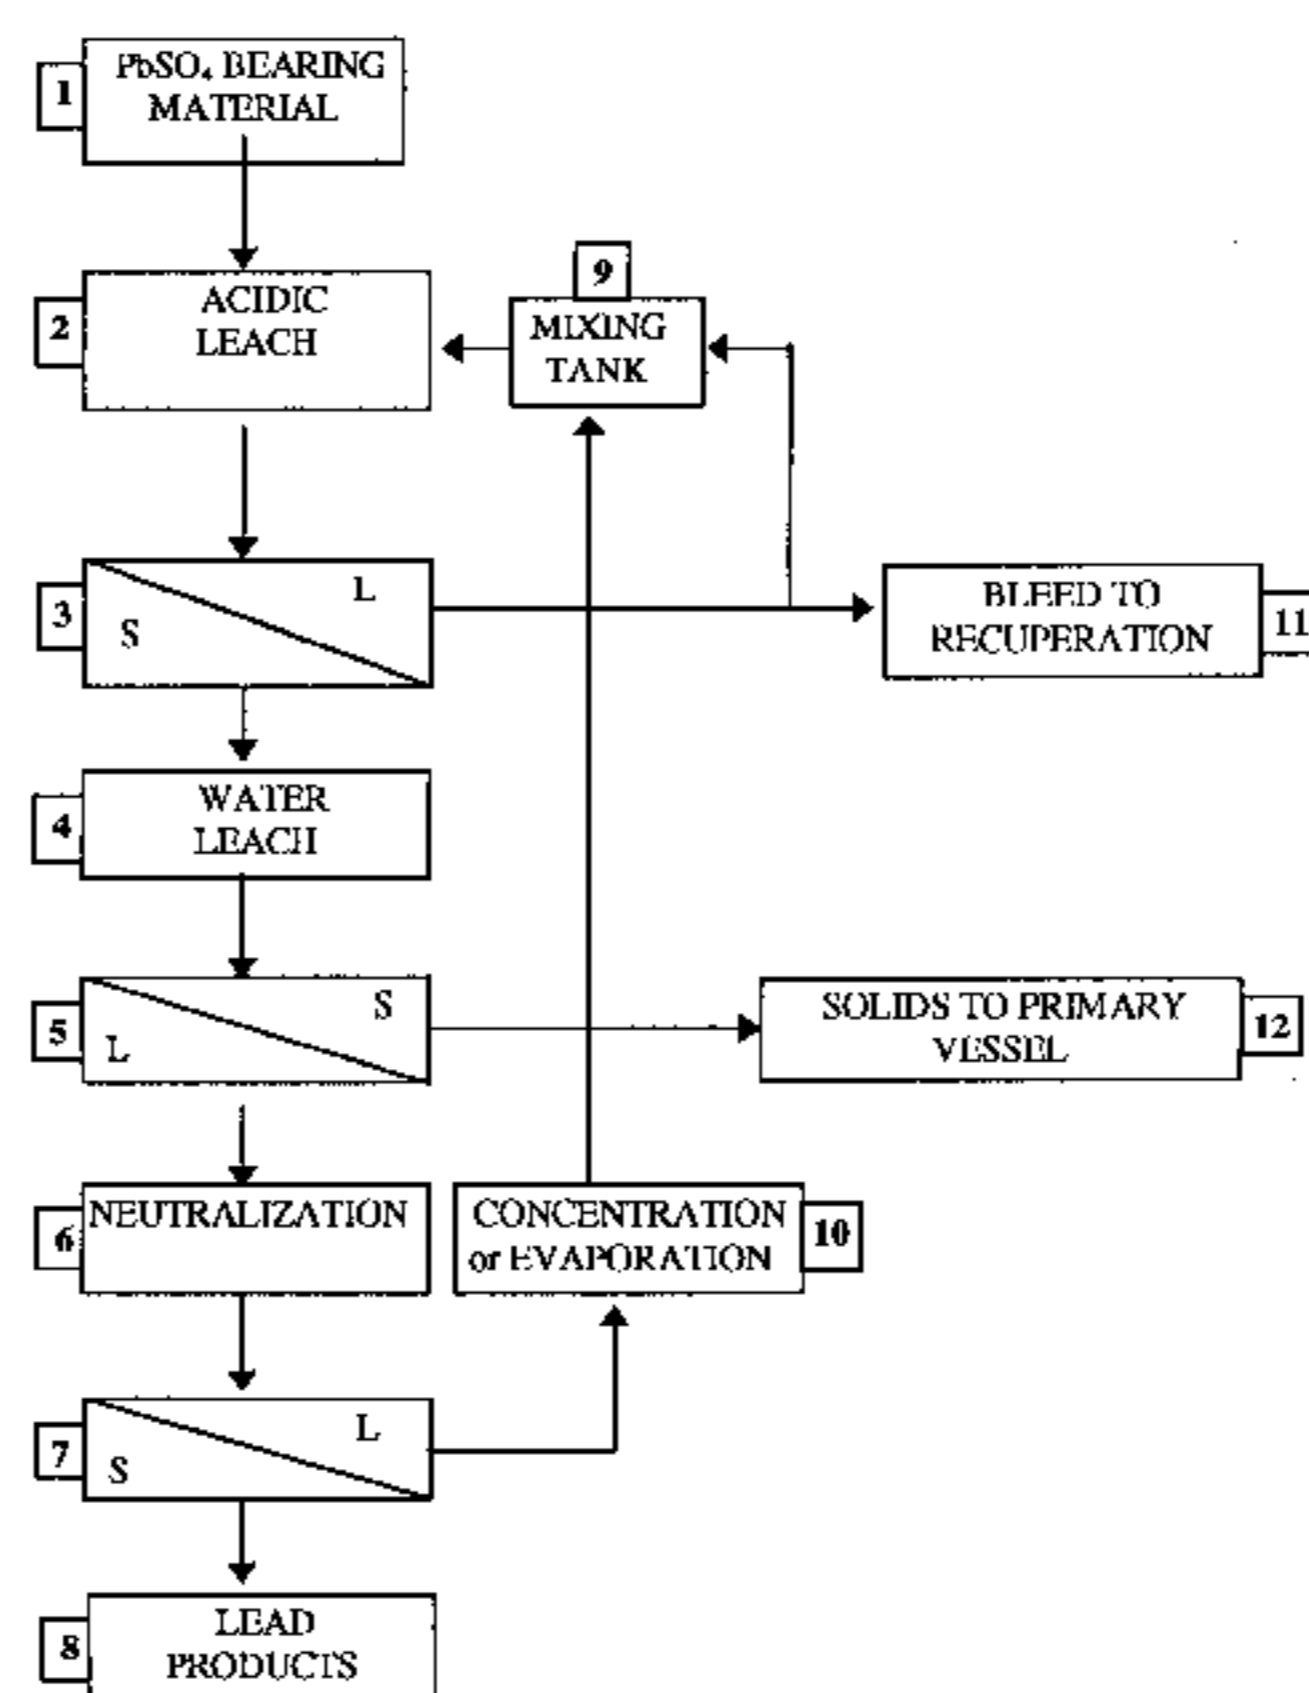 1
PbSO₄ BEARING
MATERIAL
2
ACIDIC
LEACH
9
MIXING
TANK
3
L
S
BLEED TO
RECUPERATION
11
4
WATER
LEACH
5
S
L
SOLIDS TO PRIMARY
VESSEL
12
6
NEUTRALIZATION
CONCENTRATION
or EVAPORATION
10
7
L
S
8
LEAD
PRODUCTS